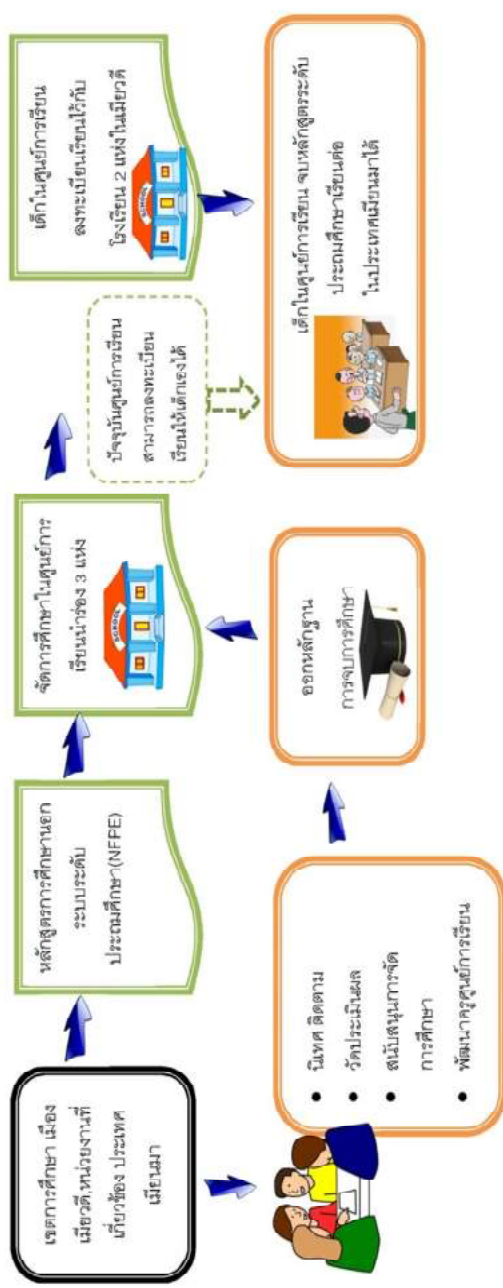 เขตการศึกษา เมือง
เมียวดี,หน่วยงานที่
เกี่ยวข้อง ประเทศ
เมียนมา
หลักสูตรการศึกษานอก
ระบบระดับ
ประถมศึกษา(NFPE)
จัดการศึกษาในศูนย์การ
เรียนนำร่อง 3 แห่ง
SCHOOL
ปัจจุบันศูนย์การเรียน
สามารถลงทะเบียน
เรียนให้เด็กเองได้
เด็กในศูนย์การเรียน
ลงทะเบียนเรียนไว้กับ
โรงเรียน 2 แห่งในเมียวดี
SCHOOL
• นิเทศ ติดตาม
• วัดประเมินผล
• สนับสนุนการจัด
การศึกษา
• พัฒนาครูศูนย์การเรียน
ออกหลักฐาน
การจบการศึกษา
เด็กในศูนย์การเรียน จบหลักสูตรระดับ
ประถมศึกษาเรียนต่อ
ในประเทศเมียนมาได้